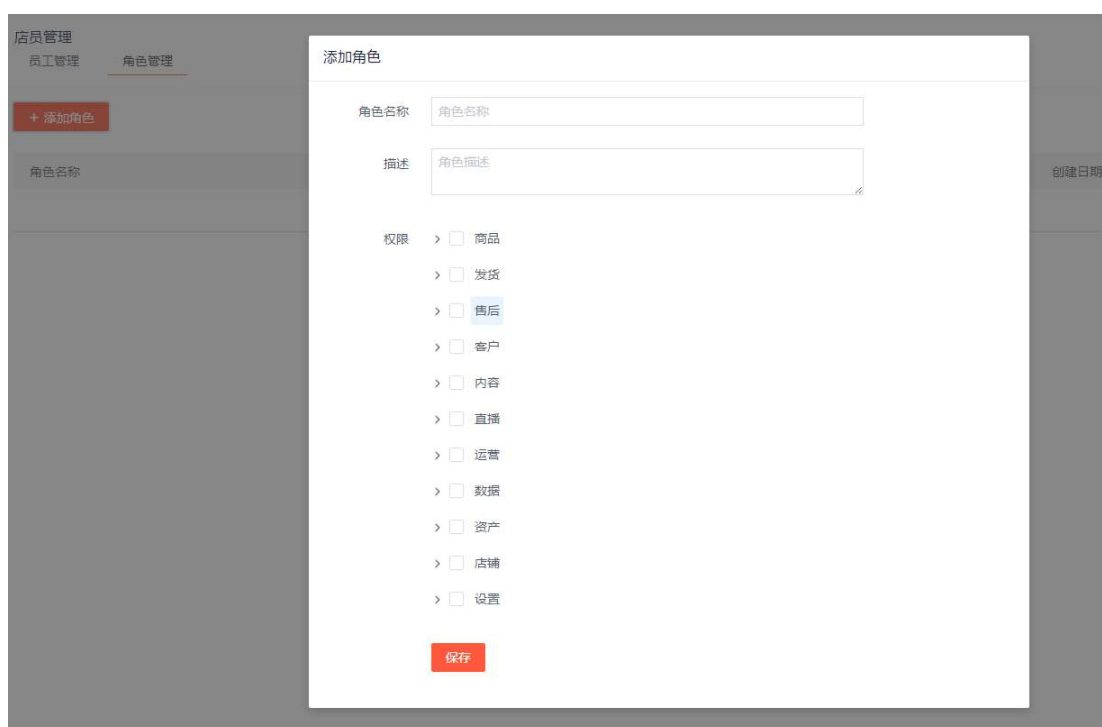 店员管理
员工管理 角色管理
+ 添加角色
角色名称 创建日期
添加角色
角色名称 角色名称
描述 角色描述
权限 商品
发货
售后
客户
内容
直播
运营
数据
资产
店铺
设置
保存